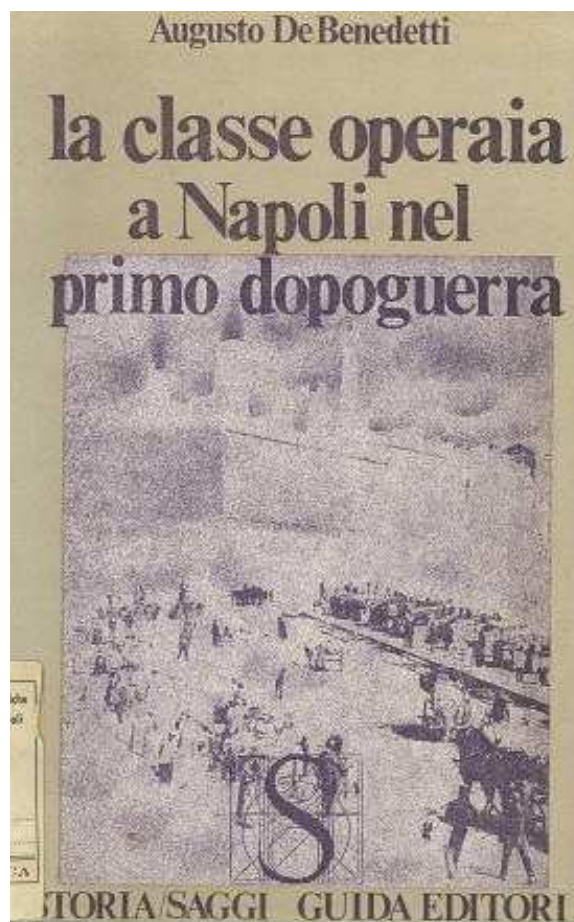 Augusto De Benedetti
la classe operaia
a Napoli nel
primo dopoguerra
S
STORIA/SAGGI GUIDA EDITORI